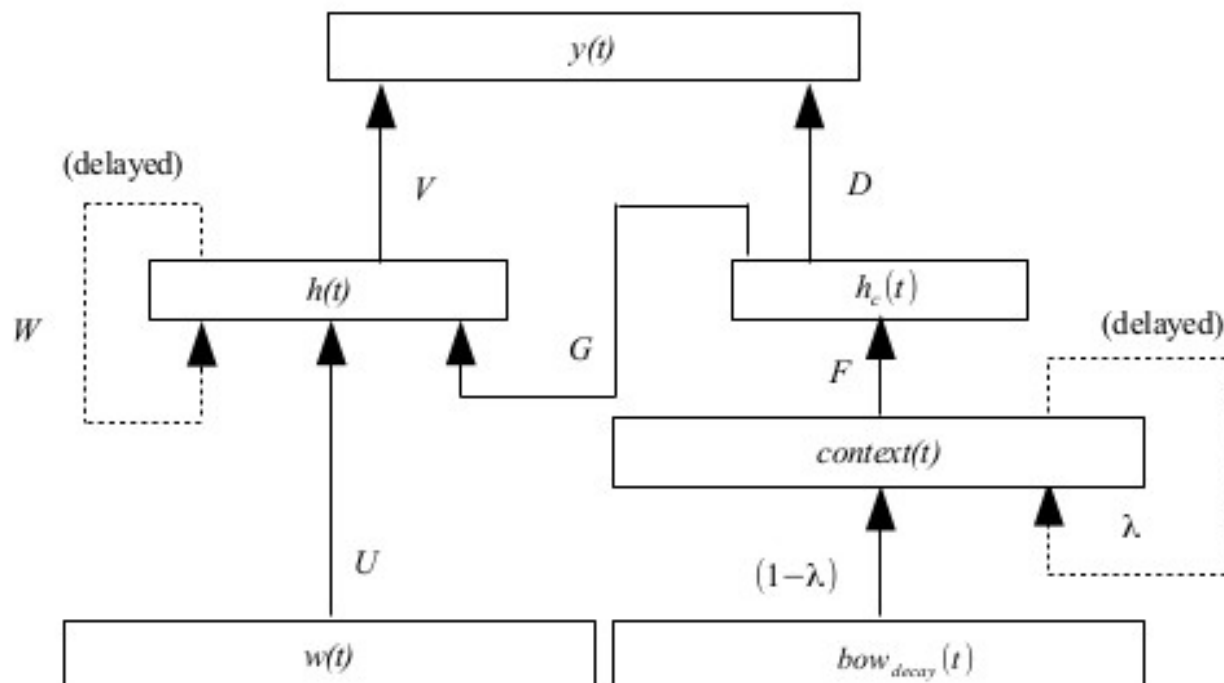 y(t)
(delayed)
V
D
h(t)
h_c(t)
W
G
(delayed)
F
context(t)
λ
U
(1−λ)
w(t)
bow_decay(t)